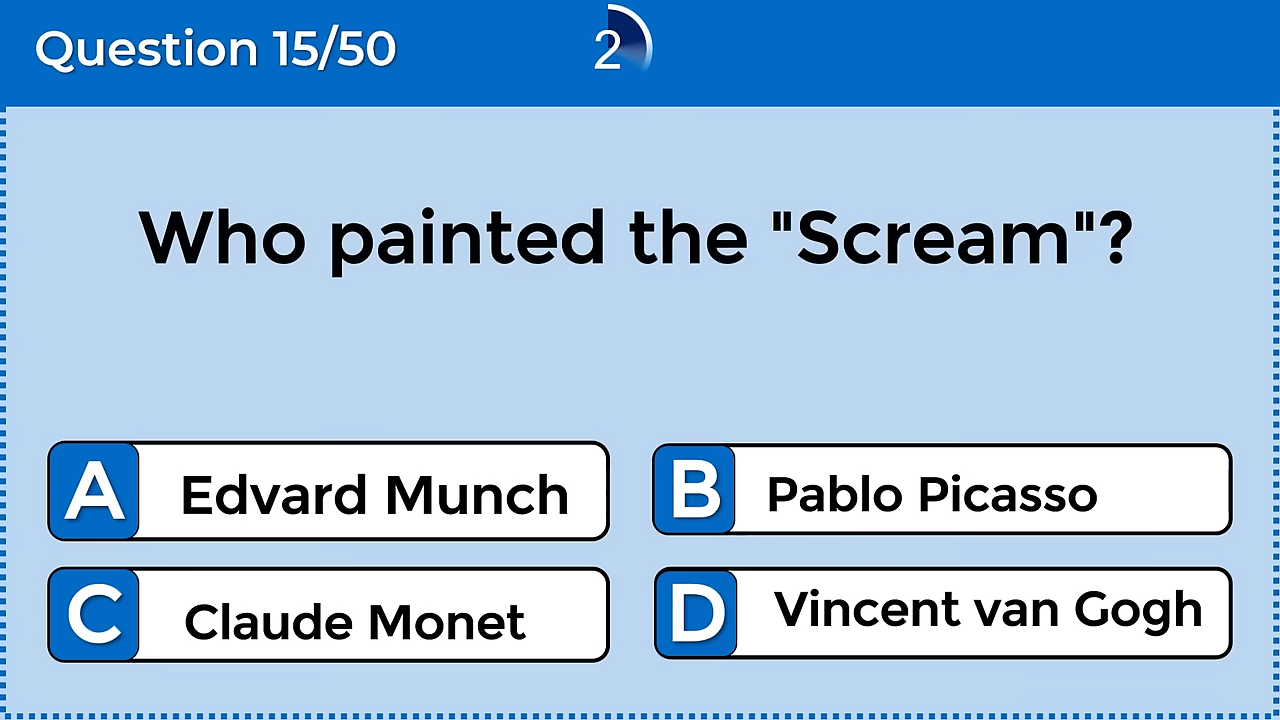 Question 15/50
2
Who painted the "Scream"?
A Edvard Munch
B Pablo Picasso
C Claude Monet
D Vincent van Gogh